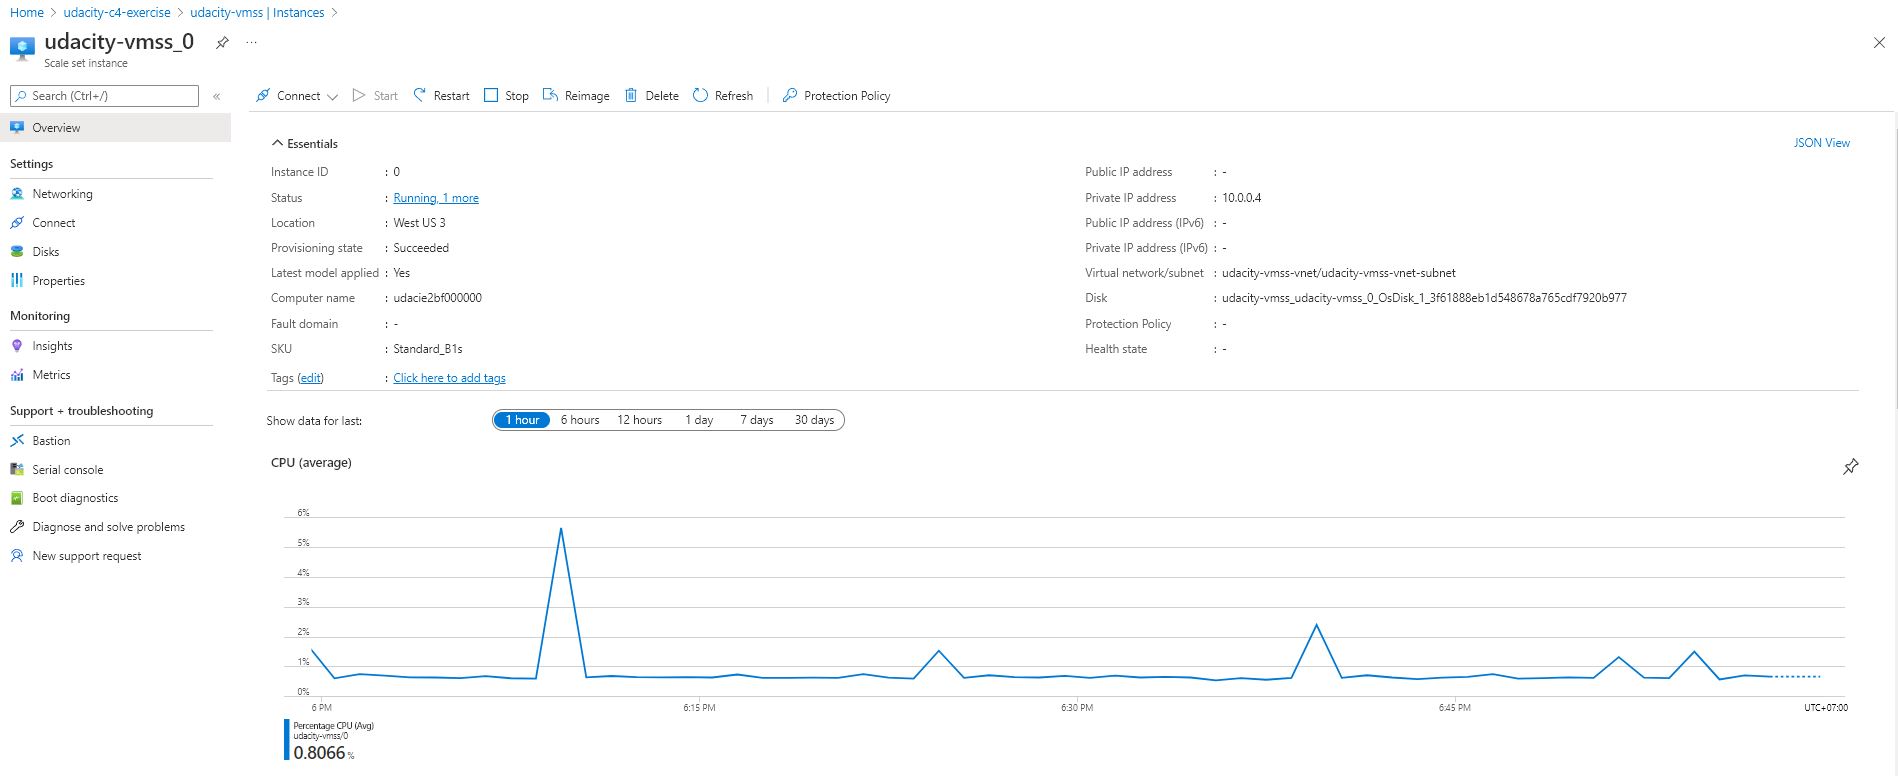 Home > udacity-c4-exercise > udacity-vmss | Instances >
udacity-vmss_0 ...
Scale set instance
Search (Ctrl+/) «
Connect Start Restart Stop Reimage Delete Refresh Protection Policy
Overview
Settings
Networking
Connect
Disks
Properties
Monitoring
Insights
Metrics
Support + troubleshooting
Bastion
Serial console
Boot diagnostics
Diagnose and solve problems
New support request
Essentials JSON View
Instance ID : 0
Status : Running, 1 more
Location : West US 3
Provisioning state : Succeeded
Latest model applied : Yes
Computer name : udacie2bf000000
Fault domain : -
SKU : Standard_B1s
Tags (edit) : Click here to add tags
Public IP address : -
Private IP address : 10.0.0.4
Public IP address (IPv6) : -
Private IP address (IPv6) : -
Virtual network/subnet : udacity-vmss-vnet/udacity-vmss-vnet-subnet
Disk : udacity-vmss_udacity-vmss_0_OsDisk_1_3f61888eb1d548678a765cdf7920b977
Protection Policy : -
Health state : -
Show data for last: 1 hour 6 hours 12 hours 1 day 7 days 30 days
CPU (average)
6%
5%
4%
3%
2%
1%
0%
6 PM 6:15 PM 6:30 PM 6:45 PM UTC+07:00
Percentage CPU (Avg)
udacity-vmss/0
0.8066 %